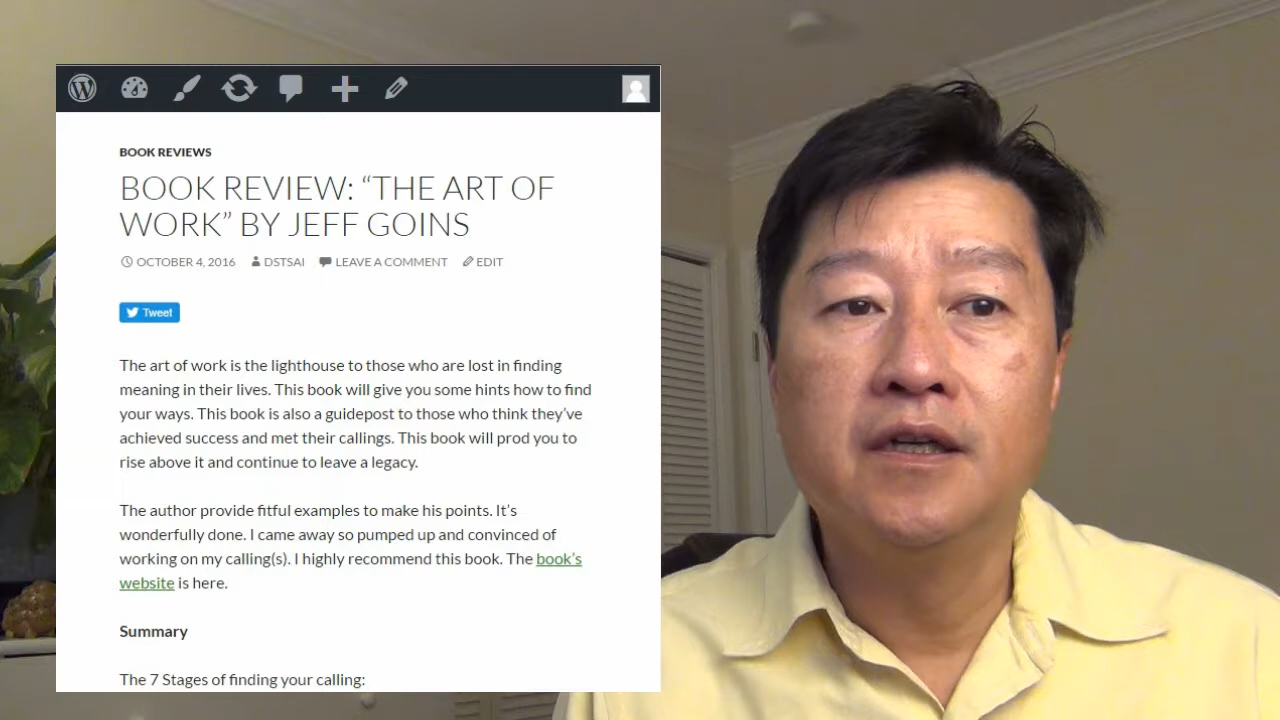 BOOK REVIEWS
BOOK REVIEW: “THE ART OF
WORK” BY JEFF GOINS
OCTOBER 4, 2016 DSTSAI LEAVE A COMMENT EDIT
Tweet
The art of work is the lighthouse to those who are lost in finding
meaning in their lives. This book will give you some hints how to find
your ways. This book is also a guidepost to those who think they’ve
achieved success and met their callings. This book will prod you to
rise above it and continue to leave a legacy.
The author provide fitful examples to make his points. It’s
wonderfully done. I came away so pumped up and convinced of
working on my calling(s). I highly recommend this book. The book’s
website is here.
Summary
The 7 Stages of finding your calling: